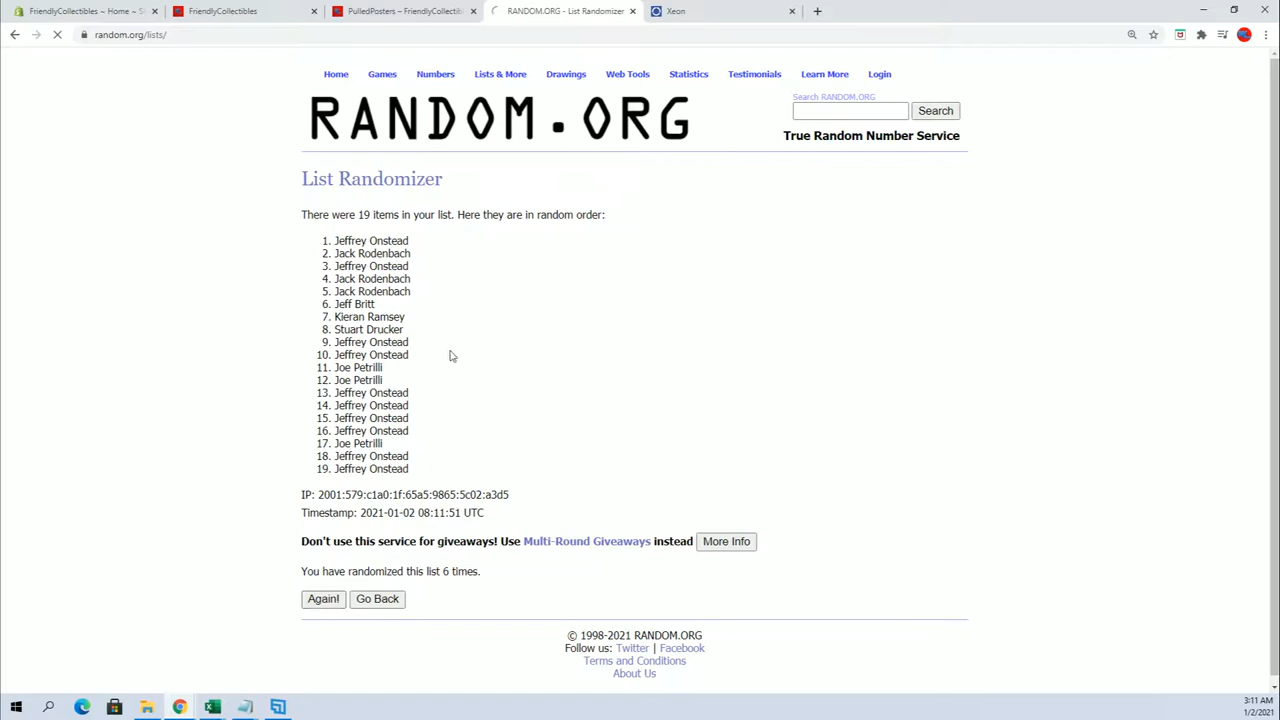 FriendlyCollectibles ~ Home ~ S
FriendlyCollectibles
PulledPosters – FriendlyCollectib
RANDOM.ORG - List Randomizer
Xeon
random.org/lists/
Home
Games
Numbers
Lists & More
Drawings
Web Tools
Statistics
Testimonials
Learn More
Login
Search RANDOM.ORG
RANDOM.ORG
Search
True Random Number Service
List Randomizer
There were 19 items in your list. Here they are in random order:
1. Jeffrey Onstead
2. Jack Rodenbach
3. Jeffrey Onstead
4. Jack Rodenbach
5. Jack Rodenbach
6. Jeff Britt
7. Kieran Ramsey
8. Stuart Drucker
9. Jeffrey Onstead
10. Jeffrey Onstead
11. Joe Petrilli
12. Joe Petrilli
13. Jeffrey Onstead
14. Jeffrey Onstead
15. Jeffrey Onstead
16. Jeffrey Onstead
17. Joe Petrilli
18. Jeffrey Onstead
19. Jeffrey Onstead
IP: 2001:579:c1a0:1f:65a5:9865:5c02:a3d5
Timestamp: 2021-01-02 08:11:51 UTC
Don't use this service for giveaways! Use Multi-Round Giveaways instead More Info
You have randomized this list 6 times.
Again! Go Back
© 1998-2021 RANDOM.ORG
Follow us: Twitter | Facebook
Terms and Conditions
About Us
3:11 AM
1/2/2021